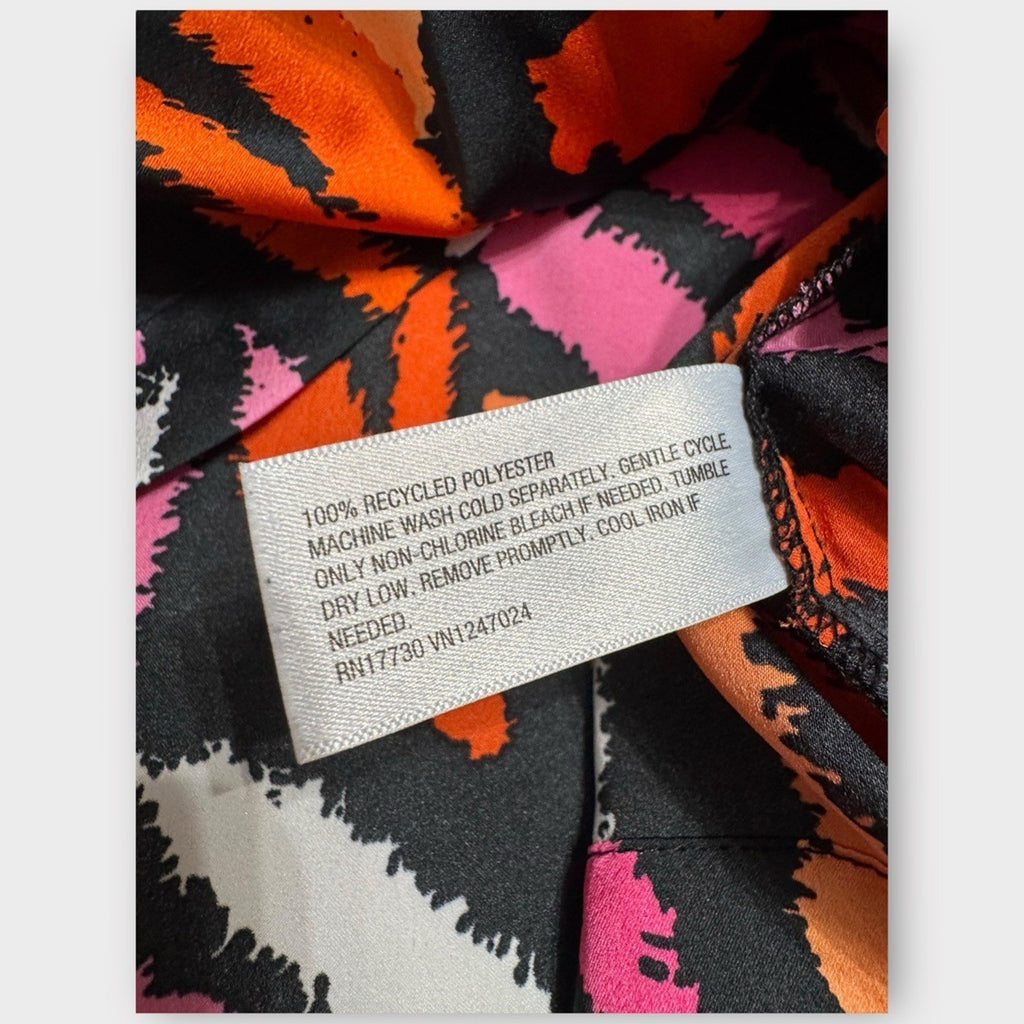 100% RECYCLED POLYESTER
MACHINE WASH COLD SEPARATELY. GENTLE CYCLE.
ONLY NON-CHLORINE BLEACH IF NEEDED. TUMBLE
DRY LOW. REMOVE PROMPTLY. COOL IRON IF
NEEDED.
RN17730 VN1247024